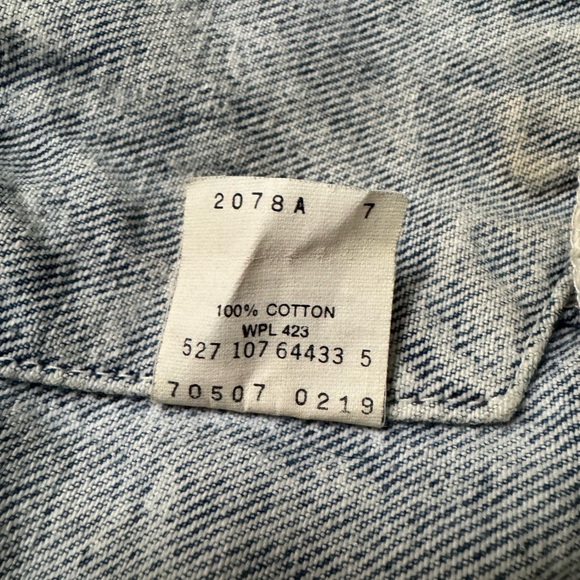 2078A 7
100% COTTON
WPL 423
527 107 64433 5
70507 0219